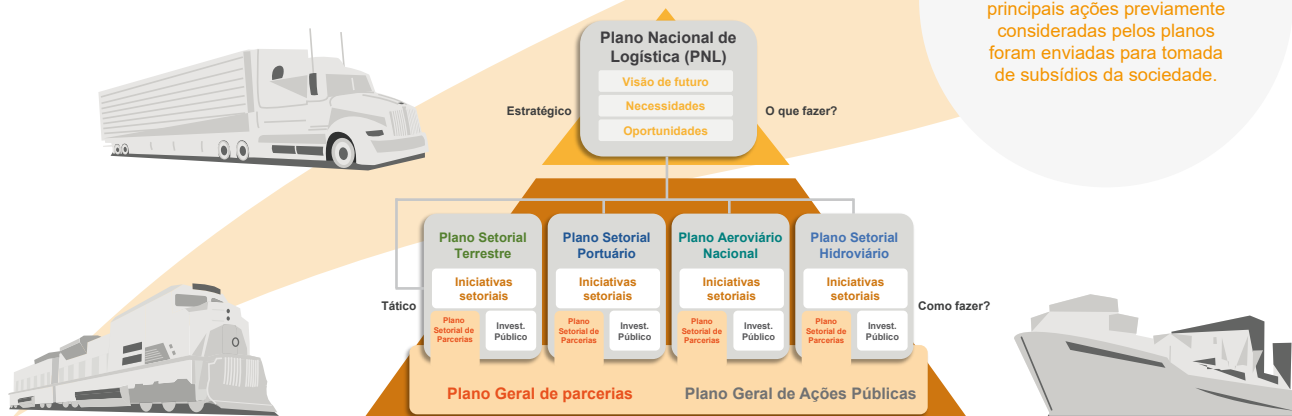 principais ações previamente
consideradas pelos planos
foram enviadas para tomada
de subsídios da sociedade.
Plano Nacional de
Logística (PNL)
Visão de futuro
Necessidades
Oportunidades
Estratégico
O que fazer?
Plano Setorial
Terrestre
Iniciativas
setoriais
Plano
Setorial de
Parcerias
Invest.
Público
Plano Setorial
Portuário
Iniciativas
setoriais
Plano
Setorial de
Parcerias
Invest.
Público
Plano Aeroviário
Nacional
Iniciativas
setoriais
Plano
Setorial de
Parcerias
Invest.
Público
Plano Setorial
Hidroviário
Iniciativas
setoriais
Plano
Setorial de
Parcerias
Invest.
Público
Tático
Como fazer?
Plano Geral de parcerias
Plano Geral de Ações Públicas